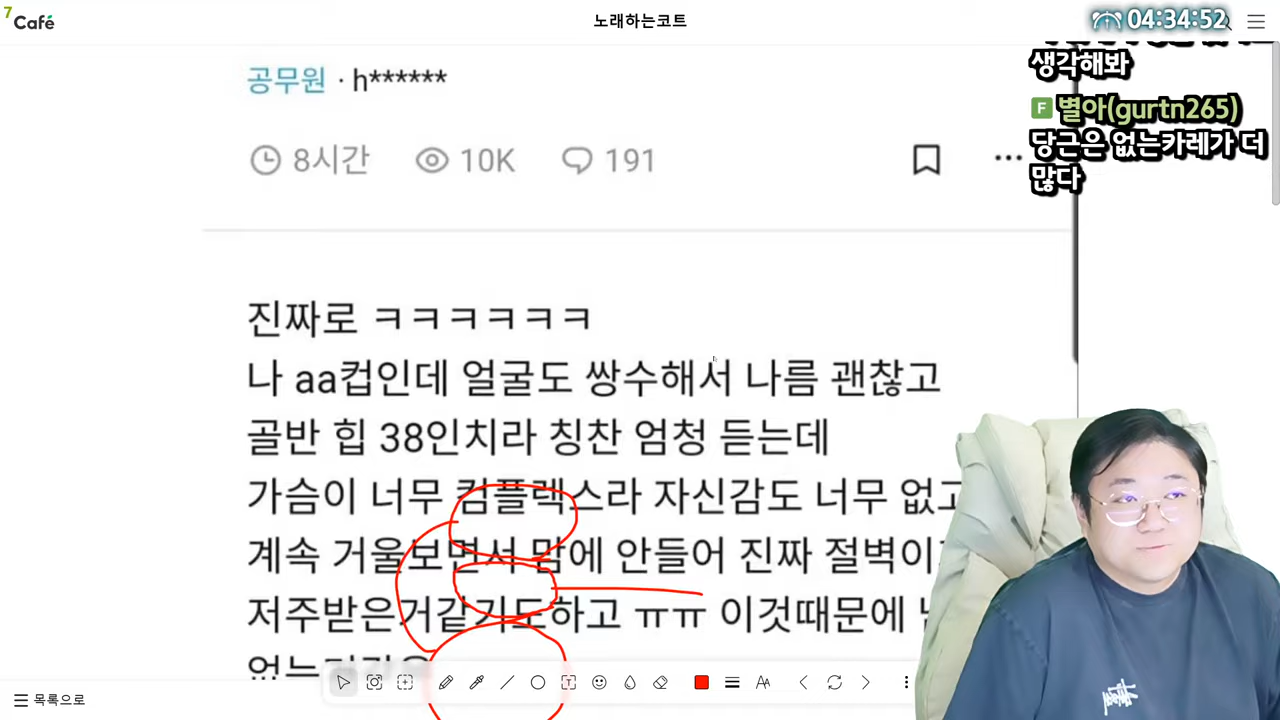 7
Café
노래하는코트
04:34:52
생각해봐
F 별아(gurtn265)
당근은 없는카레가 더
많다
공무원 · h******
8시간 10K 191
진짜로 ㅋㅋㅋㅋㅋㅋ
나 aa컵인데 얼굴도 쌍수해서 나름 괜찮고
골반 힙 38인치라 칭찬 엄청 듣는데
가슴이 너무 컴플렉스라 자신감도 너무
계속 거울보면서 맘에 안들어 진짜
저주받은거같기도하고 ㅠㅠ 이것때문에
목록으로